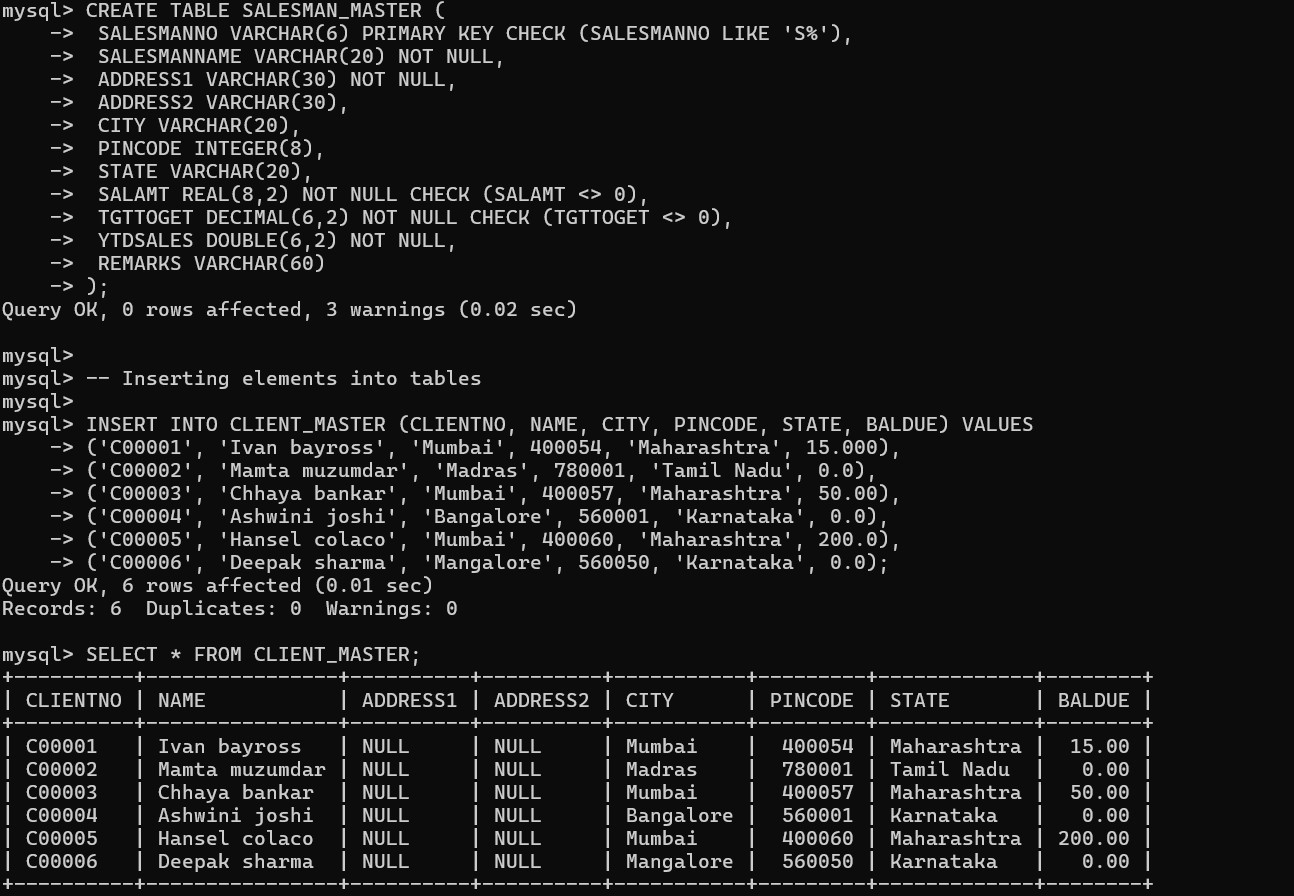 mysql> CREATE TABLE SALESMAN_MASTER (
    ->  SALESMANNO VARCHAR(6) PRIMARY KEY CHECK (SALESMANNO LIKE 'S%'),
    ->  SALESMANNAME VARCHAR(20) NOT NULL,
    ->  ADDRESS1 VARCHAR(30) NOT NULL,
    ->  ADDRESS2 VARCHAR(30),
    ->  CITY VARCHAR(20),
    ->  PINCODE INTEGER(8),
    ->  STATE VARCHAR(20),
    ->  SALAMT REAL(8,2) NOT NULL CHECK (SALAMT <> 0),
    ->  TGTTOGET DECIMAL(6,2) NOT NULL CHECK (TGTTOGET <> 0),
    ->  YTDSALES DOUBLE(6,2) NOT NULL,
    ->  REMARKS VARCHAR(60)
    -> );
Query OK, 0 rows affected, 3 warnings (0.02 sec)

mysql>
mysql> -- Inserting elements into tables
mysql>
mysql> INSERT INTO CLIENT_MASTER (CLIENTNO, NAME, CITY, PINCODE, STATE, BALDUE) VALUES
    -> ('C00001', 'Ivan bayross', 'Mumbai', 400054, 'Maharashtra', 15.000),
    -> ('C00002', 'Mamta muzumdar', 'Madras', 780001, 'Tamil Nadu', 0.0),
    -> ('C00003', 'Chhaya bankar', 'Mumbai', 400057, 'Maharashtra', 50.00),
    -> ('C00004', 'Ashwini joshi', 'Bangalore', 560001, 'Karnataka', 0.0),
    -> ('C00005', 'Hansel colaco', 'Mumbai', 400060, 'Maharashtra', 200.0),
    -> ('C00006', 'Deepak sharma', 'Mangalore', 560050, 'Karnataka', 0.0);
Query OK, 6 rows affected (0.01 sec)
Records: 6  Duplicates: 0  Warnings: 0

mysql> SELECT * FROM CLIENT_MASTER;
+----------+----------------+----------+----------+-----------+---------+-------------+--------+
| CLIENTNO | NAME           | ADDRESS1 | ADDRESS2 | CITY      | PINCODE | STATE       | BALDUE |
+----------+----------------+----------+----------+-----------+---------+-------------+--------+
| C00001   | Ivan bayross   | NULL     | NULL     | Mumbai    |  400054 | Maharashtra |  15.00 |
| C00002   | Mamta muzumdar | NULL     | NULL     | Madras    |  780001 | Tamil Nadu  |   0.00 |
| C00003   | Chhaya bankar  | NULL     | NULL     | Mumbai    |  400057 | Maharashtra |  50.00 |
| C00004   | Ashwini joshi  | NULL     | NULL     | Bangalore |  560001 | Karnataka   |   0.00 |
| C00005   | Hansel colaco  | NULL     | NULL     | Mumbai    |  400060 | Maharashtra | 200.00 |
| C00006   | Deepak sharma  | NULL     | NULL     | Mangalore |  560050 | Karnataka   |   0.00 |
+----------+----------------+----------+----------+-----------+---------+-------------+--------+